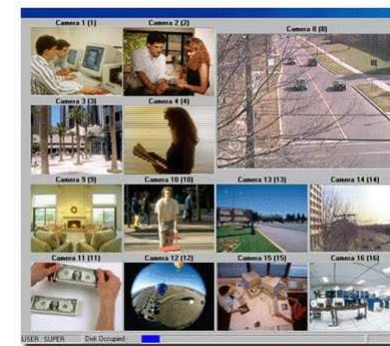 Camera 1 (1) Camera 2 (2) Camera 8 (8)
Camera 3 (3) Camera 4 (4)
Camera 9 (9) Camera 10 (10) Camera 13 (13) Camera 14 (14)
Camera 11 (11) Camera 12 (12) Camera 15 (15) Camera 16 (16)
USER : SUPER Disk Occupied -